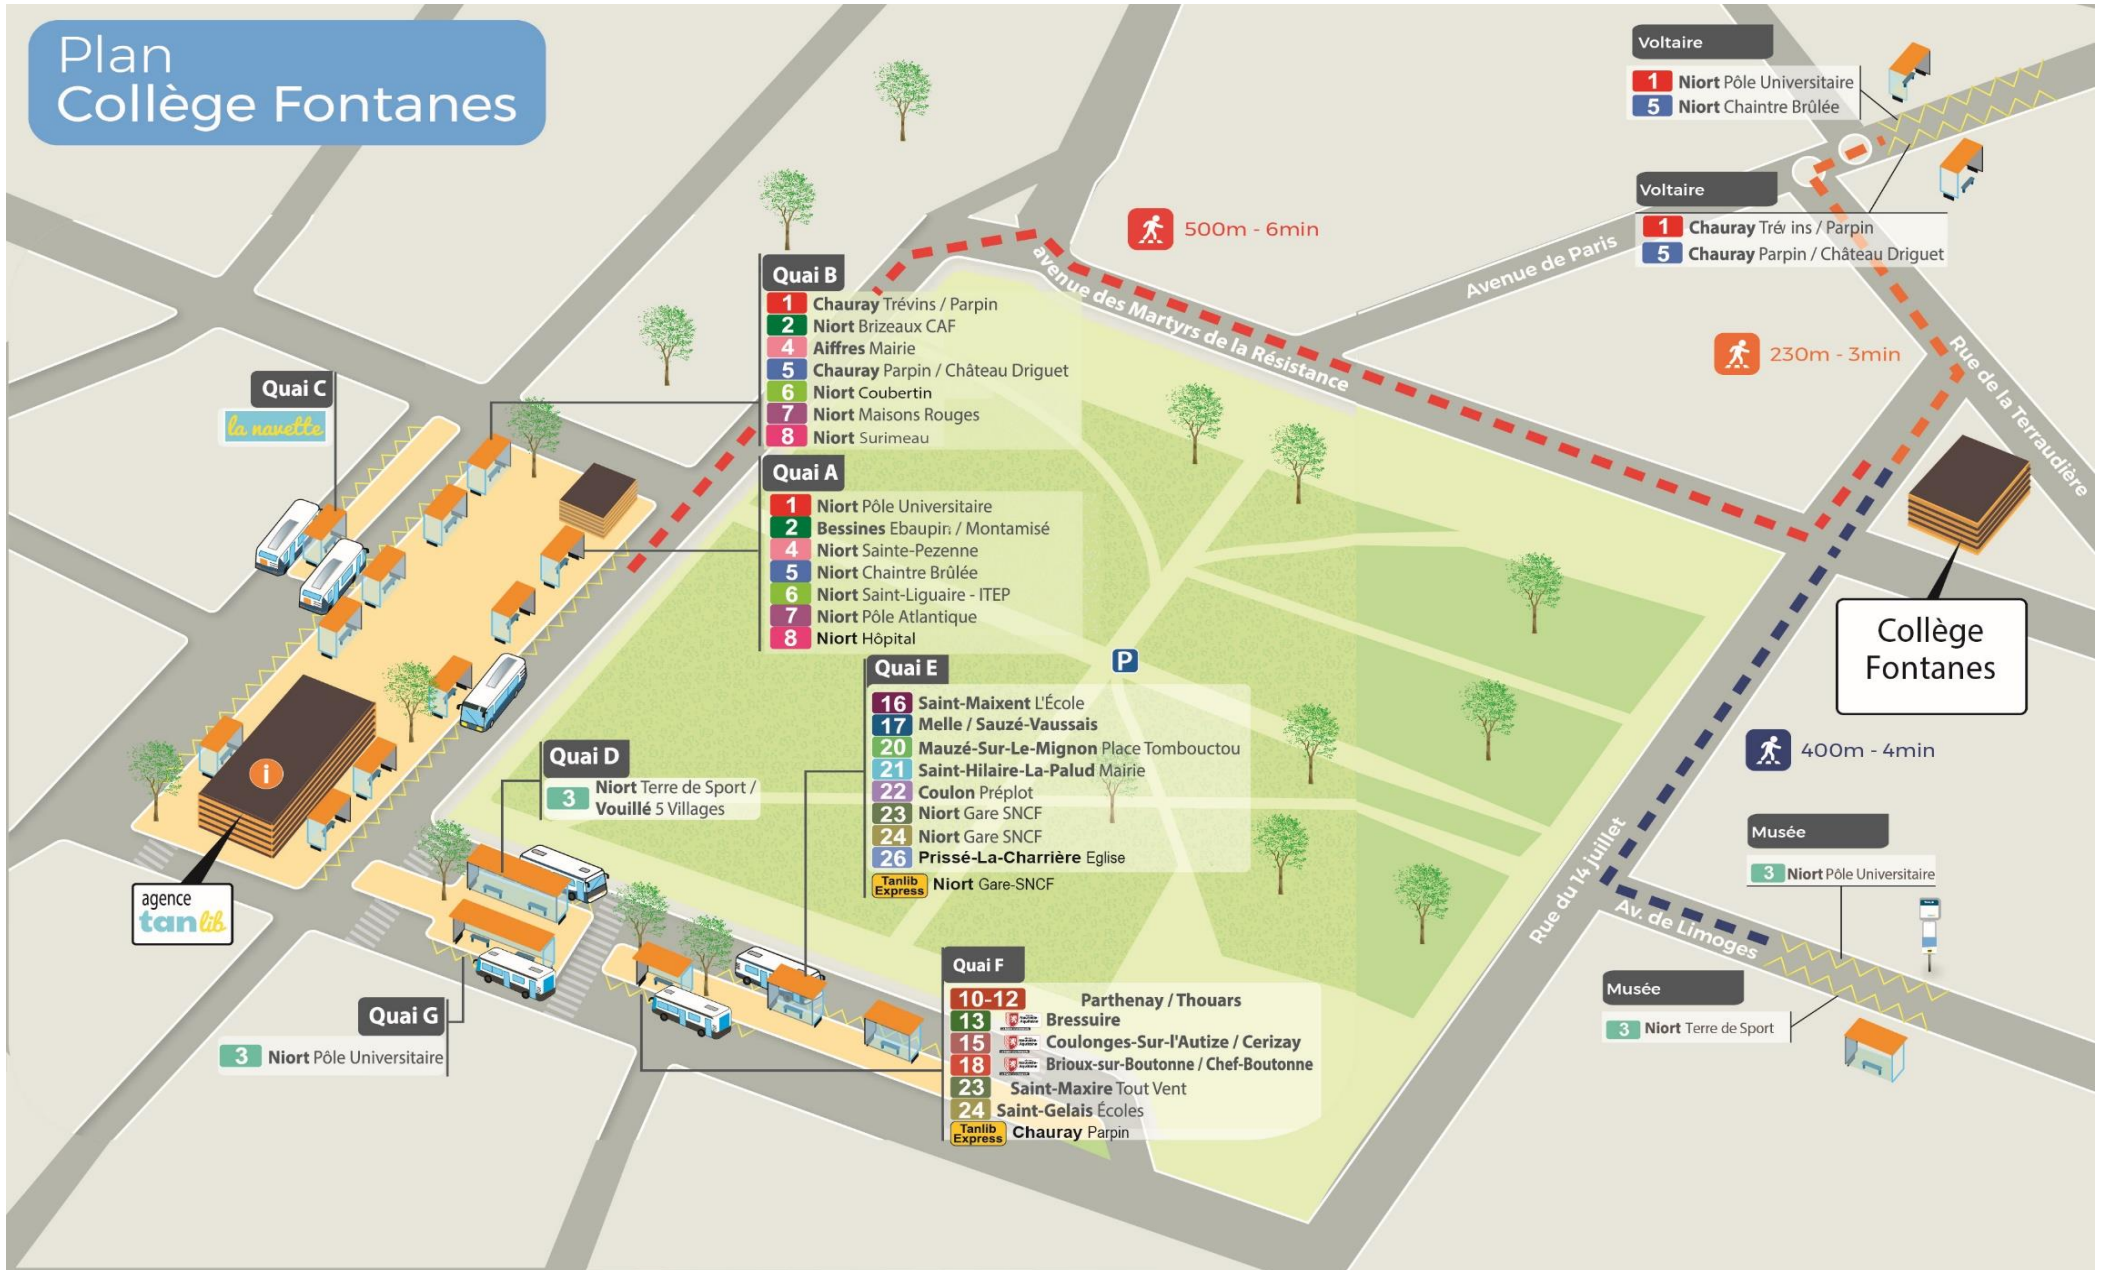 Plan
Collège Fontanes
Voltaire
1 Niort Pôle Universitaire
5 Niort Chaintre Brûlée
Voltaire
1 Chauray Trév ins / Parpin
5 Chauray Parpin / Château Driguet
500m - 6min
Avenue de Paris
avenue des Martyrs de la Résistance
230m - 3min
Rue de la Terraudière
Quai B
1 Chauray Trévins / Parpin
2 Niort Brizeaux CAF
4 Aiffres Mairie
5 Chauray Parpin / Château Driguet
6 Niort Coubertin
7 Niort Maisons Rouges
8 Niort Surimeau
Quai C
la navette
Quai A
1 Niort Pôle Universitaire
2 Bessines Ebaupin / Montamisé
4 Niort Sainte-Pezenne
5 Niort Chaintre Brûlée
6 Niort Saint-Liguaire - ITEP
7 Niort Pôle Atlantique
8 Niort Hôpital
P
Collège
Fontanes
Quai E
16 Saint-Maixent L'École
17 Melle / Sauzé-Vaussais
20 Mauzé-Sur-Le-Mignon Place Tombouctou
21 Saint-Hilaire-La-Palud Mairie
22 Coulon Préplot
23 Niort Gare SNCF
24 Niort Gare SNCF
26 Prissé-La-Charrière Eglise
Tanlib
Express Niort Gare-SNCF
Quai D
3 Niort Terre de Sport /
Vouillé 5 Villages
i
agence
tanlib
400m - 4min
Rue du 14 juillet
Av. de Limoges
Musée
3 Niort Pôle Universitaire
Musée
3 Niort Terre de Sport
Quai F
10-12 Parthenay / Thouars
13 Bressuire
15 Coulonges-Sur-l'Autize / Cerizay
18 Brioux-sur-Boutonne / Chef-Boutonne
23 Saint-Maxire Tout Vent
24 Saint-Gelais Écoles
Tanlib
Express Chauray Parpin
Quai G
3 Niort Pôle Universitaire